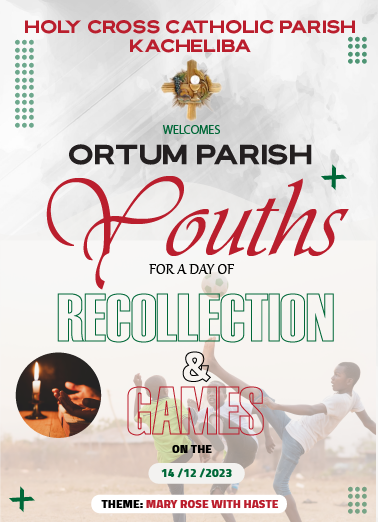 HOLY CROSS CATHOLIC PARISH
KACHELIBA
WELCOMES
ORTUM PARISH
Youths
FOR A DAY OF
RECOLLECTION
&
GAMES
ON THE
14 /12 /2023
THEME: MARY ROSE WITH HASTE